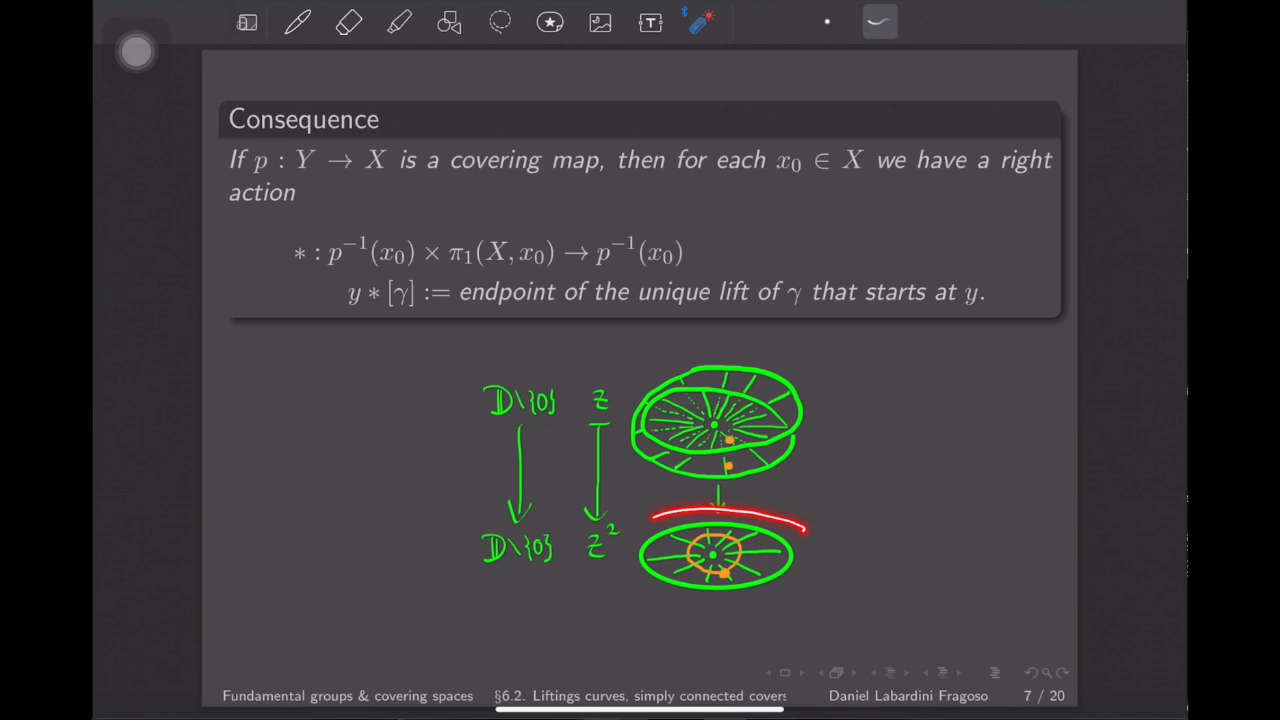 Consequence
If p : Y → X is a covering map, then for each x₀ ∈ X we have a right
action
∗ : p⁻¹(x₀) × π₁(X, x₀) → p⁻¹(x₀)
y ∗ [γ] := endpoint of the unique lift of γ that starts at y.
𝔻\{0} z
𝔻\{0} z²
Fundamental groups & covering spaces §6.2. Liftings curves, simply connected covers Daniel Labardini Fragoso 7 / 20